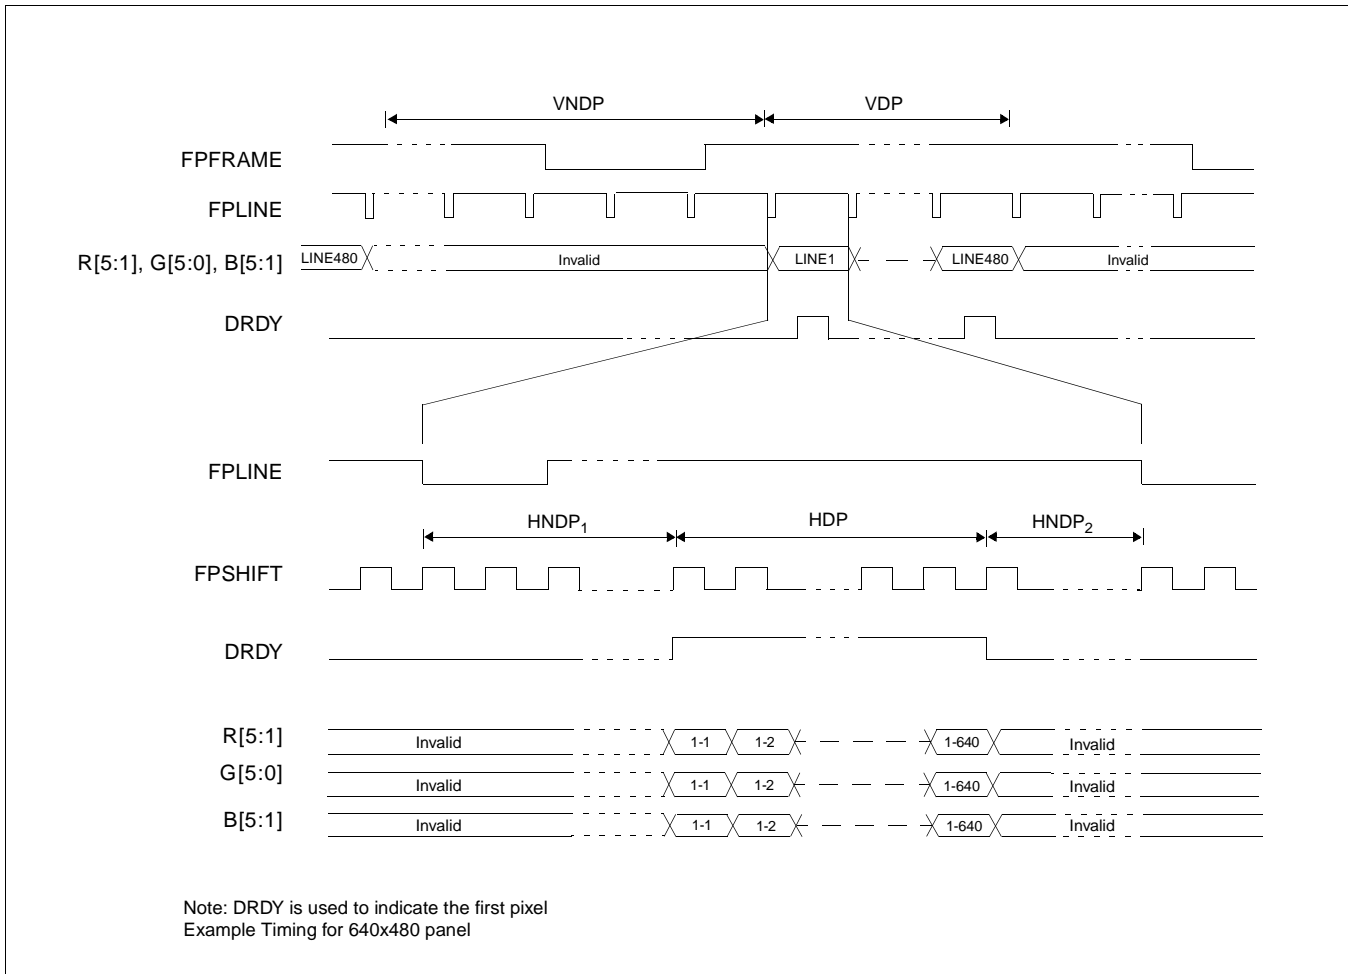 VNDP VDP
FPFRAME
FPLINE
R[5:1], G[5:0], B[5:1] LINE480 Invalid LINE1 LINE480 Invalid
DRDY
FPLINE
HNDP1 HDP HNDP2
FPSHIFT
DRDY
R[5:1] Invalid 1-1 1-2 1-640 Invalid
G[5:0] Invalid 1-1 1-2 1-640 Invalid
B[5:1] Invalid 1-1 1-2 1-640 Invalid
Note: DRDY is used to indicate the first pixel
Example Timing for 640x480 panel